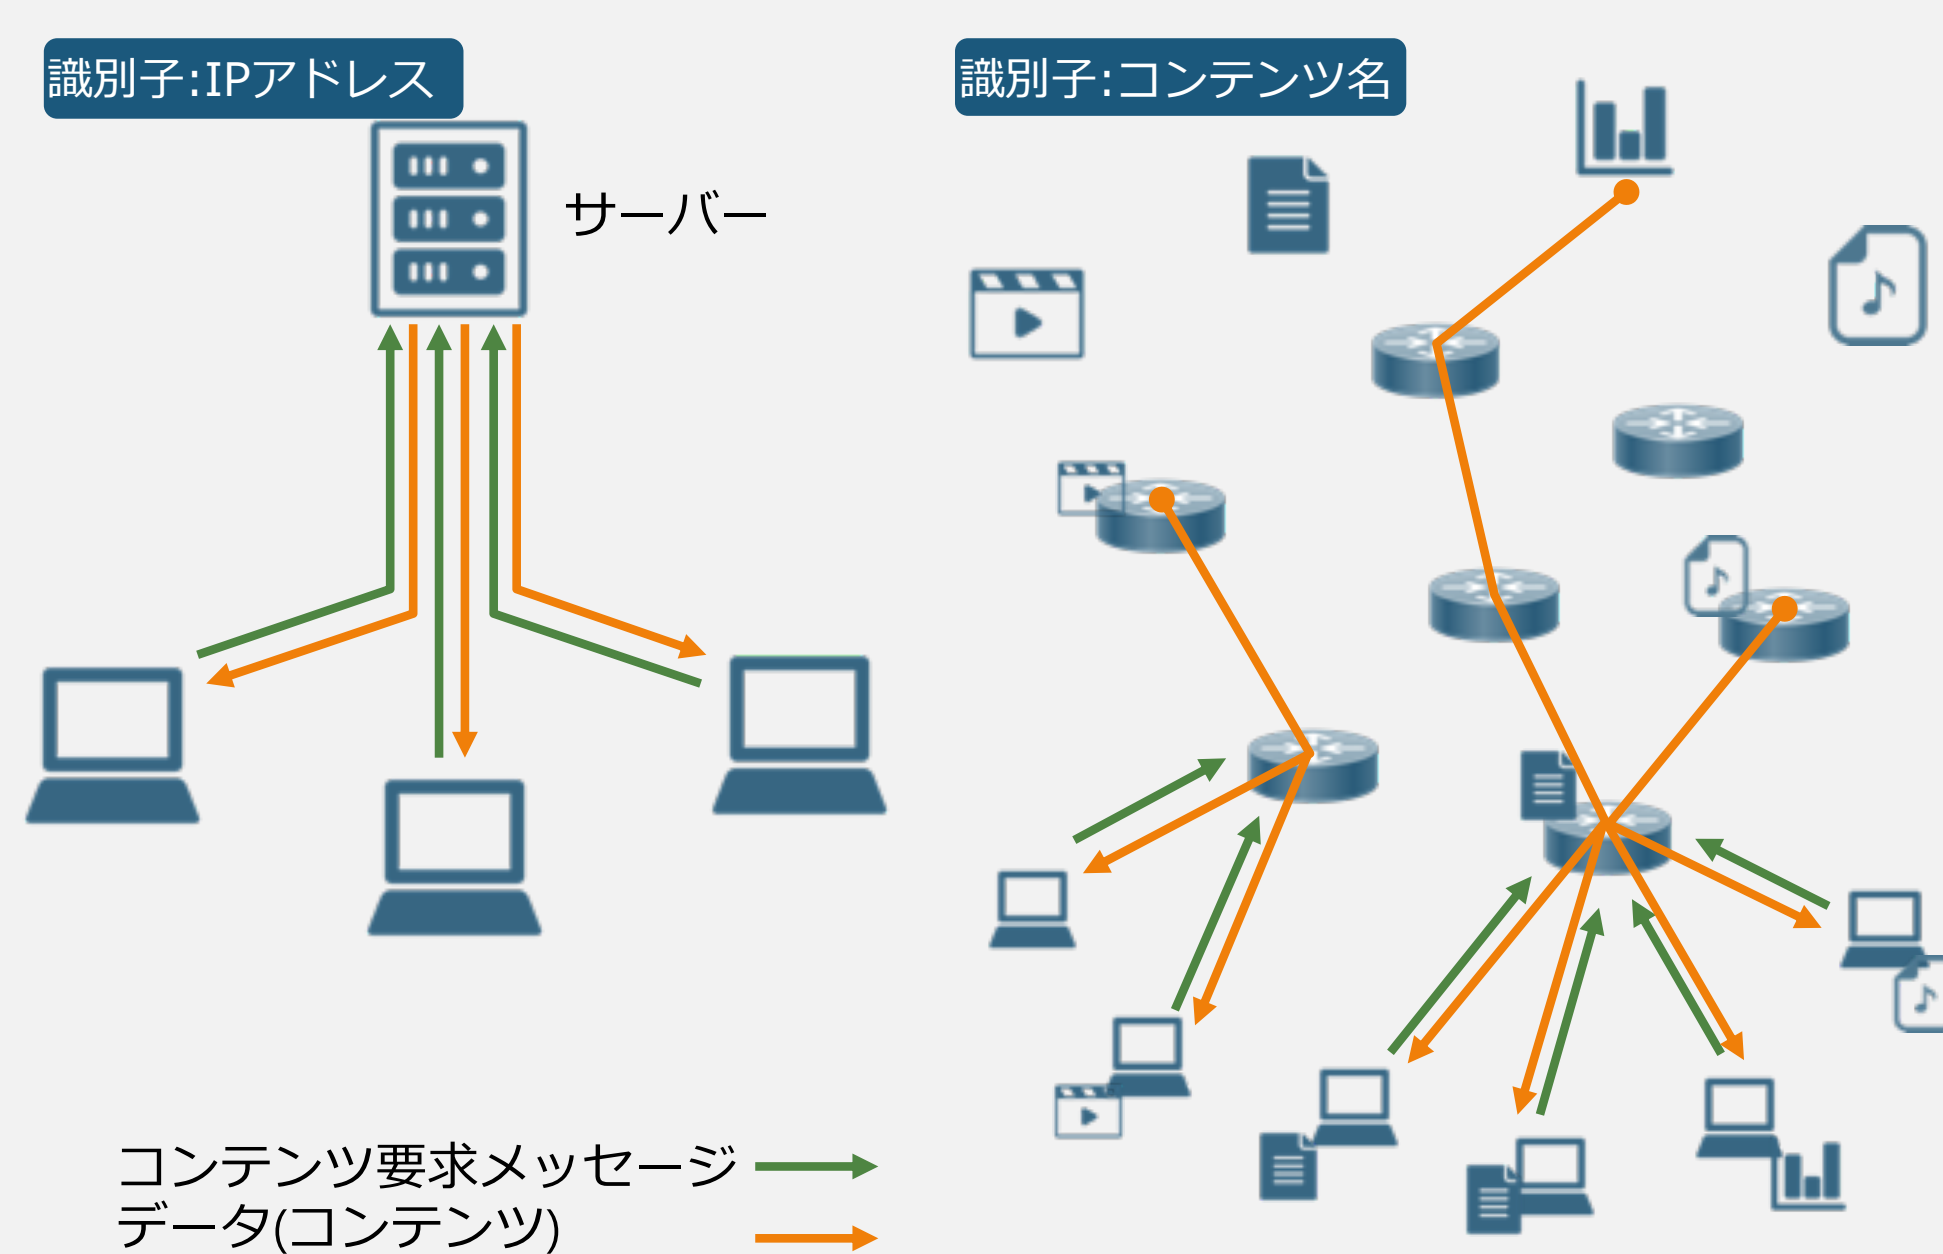 識別子:IPアドレス
サーバー
識別子:コンテンツ名
コンテンツ要求メッセージ
データ(コンテンツ)